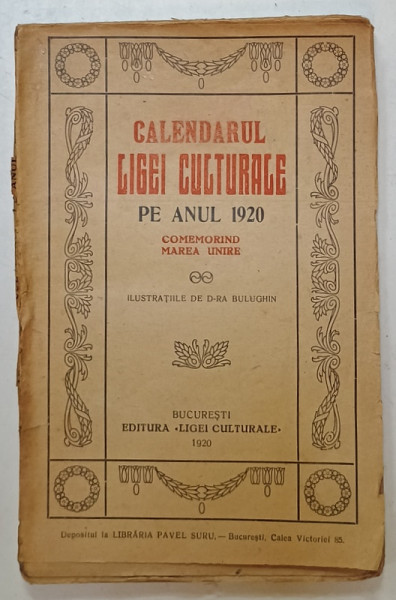 CALENDARUL
LIGEI CULTURALE
PE ANUL 1920
COMEMORIND
MAREA UNIRE
ILUSTRAȚIILE DE D-RA BULUGHIN
BUCUREȘTI
EDITURA •LIGEI CULTURALE•
1920
Depositul la LIBRĂRIA PAVEL SURU.— București, Calea Victoriei 85.